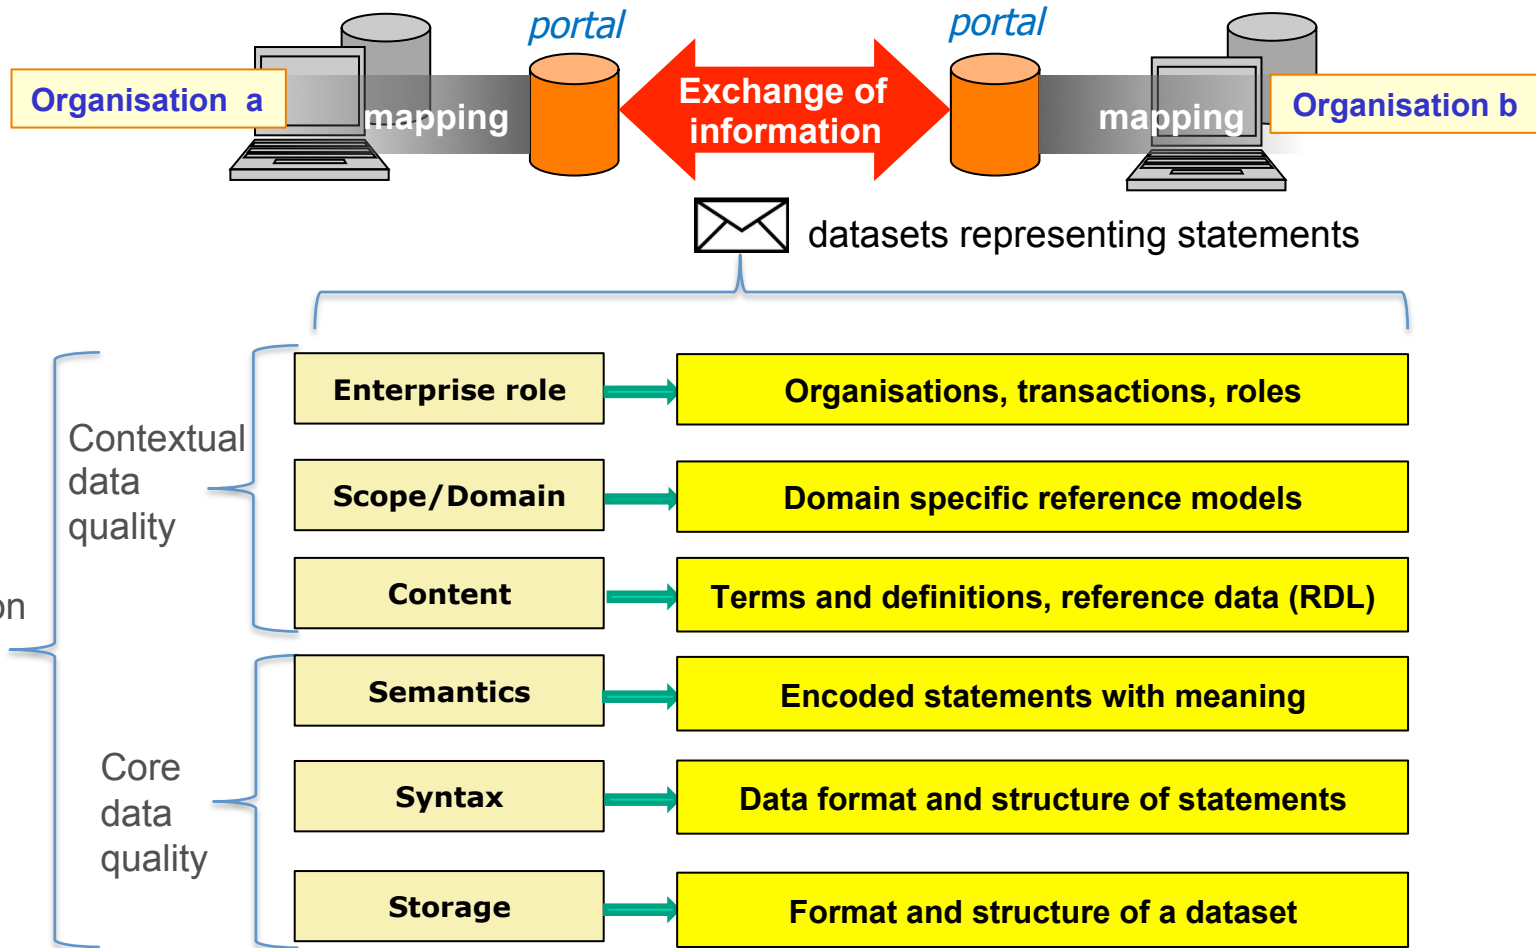 portal
portal
Organisation a
mapping
Exchange of
information
mapping
Organisation b
datasets representing statements
Contextual
data
quality
Enterprise role
Organisations, transactions, roles
Scope/Domain
Domain specific reference models
Content
Terms and definitions, reference data (RDL)
Semantics
Encoded statements with meaning
Core
data
quality
Syntax
Data format and structure of statements
Storage
Format and structure of a dataset